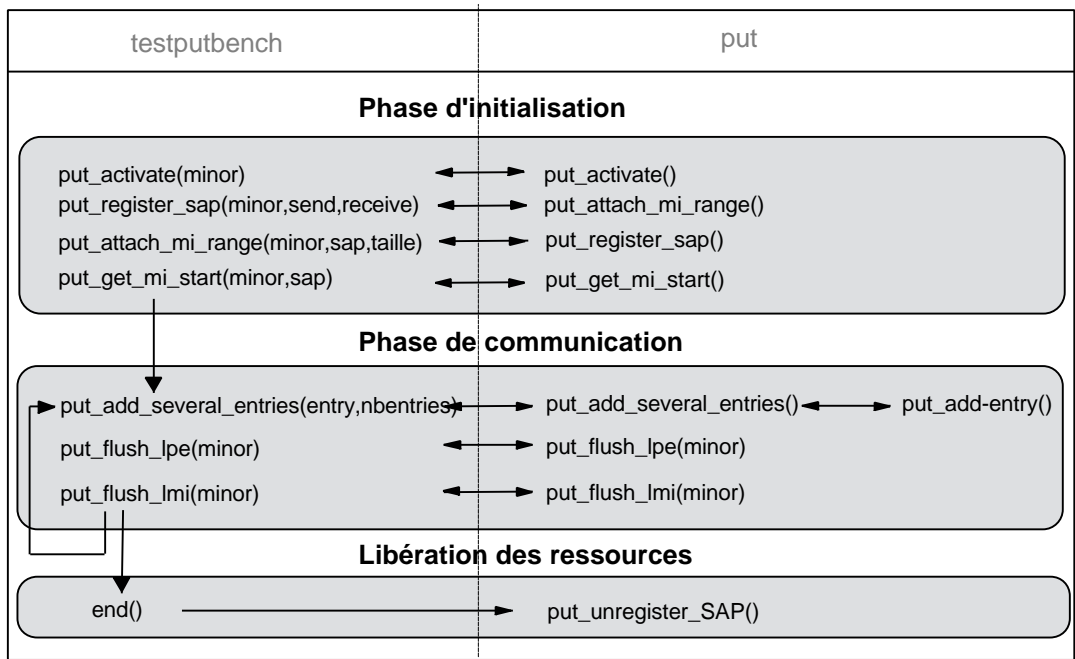 testputbench put
Phase d'initialisation
put_activate(minor) put_activate()
put_register_sap(minor,send,receive) put_attach_mi_range()
put_attach_mi_range(minor,sap,taille) put_register_sap()
put_get_mi_start(minor,sap) put_get_mi_start()
Phase de communication
put_add_several_entries(entry,nbentries) put_add_several_entries() put_add-entry()
put_flush_lpe(minor) put_flush_lpe(minor)
put_flush_lmi(minor) put_flush_lmi(minor)
Libération des ressources
end() put_unregister_SAP()